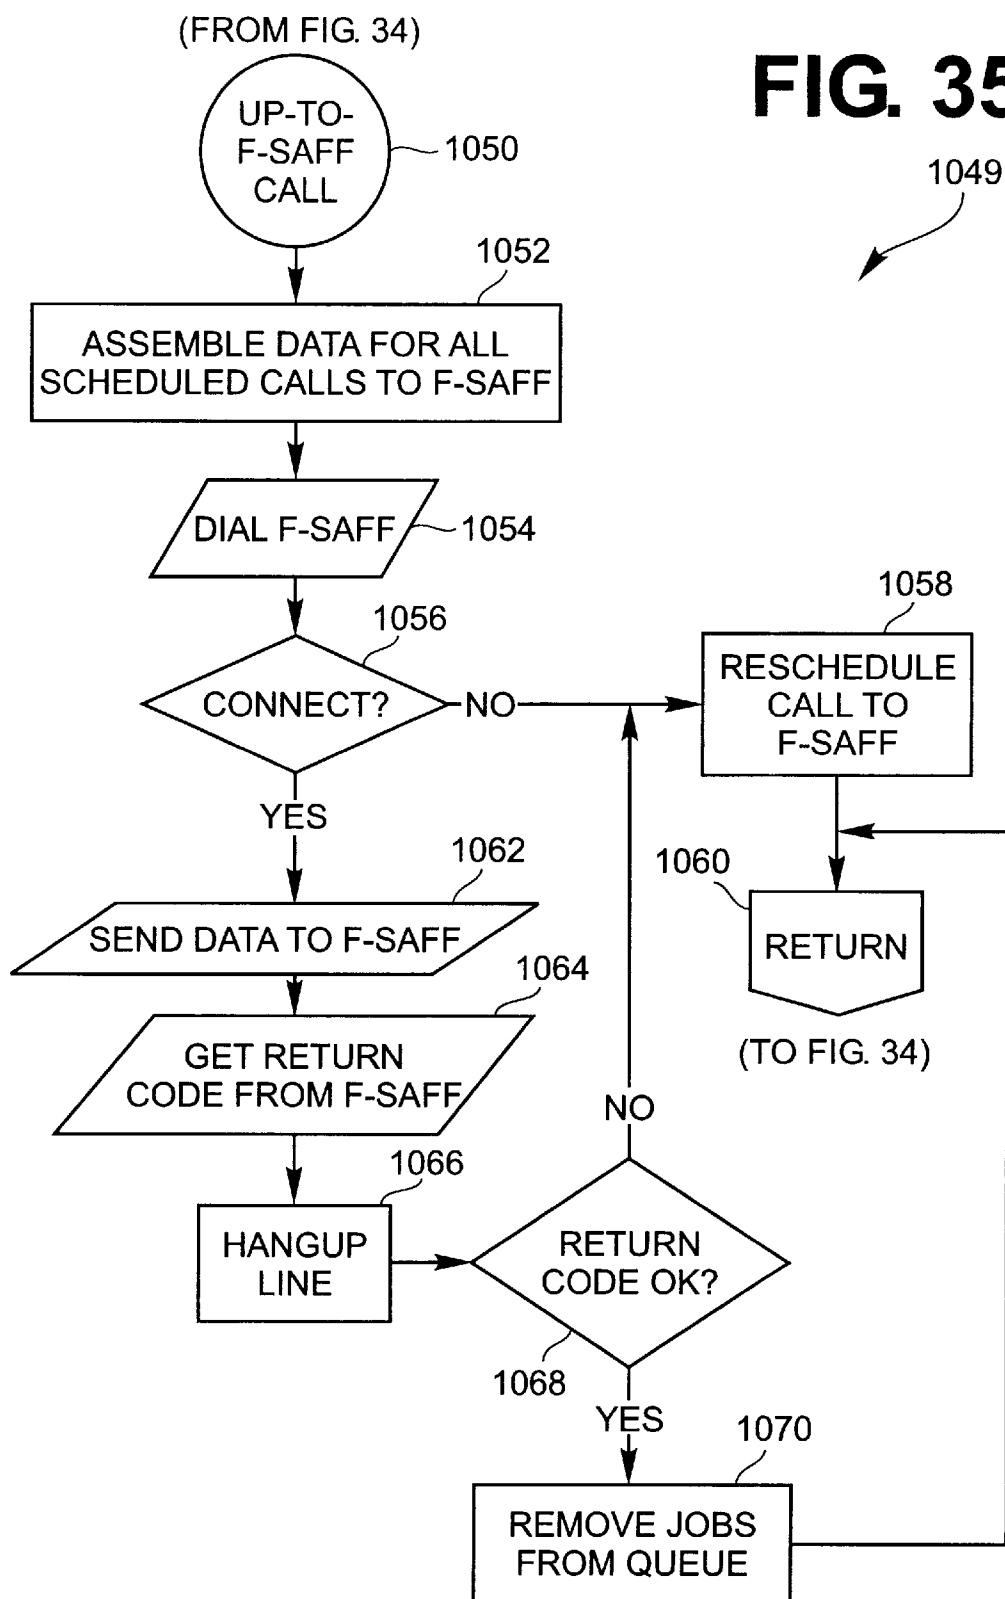 (FROM FIG. 34)
FIG. 35
UP-TO-
F-SAFF
CALL
1050
1049
1052
ASSEMBLE DATA FOR ALL
SCHEDULED CALLS TO F-SAFF
DIAL F-SAFF
1054
1056
CONNECT?
NO
1058
RESCHEDULE
CALL TO
F-SAFF
YES
1062
SEND DATA TO F-SAFF
1060
RETURN
(TO FIG. 34)
1064
GET RETURN
CODE FROM F-SAFF
NO
1066
HANGUP
LINE
RETURN
CODE OK?
1068
YES
1070
REMOVE JOBS
FROM QUEUE